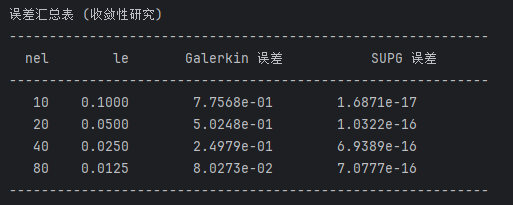 误差汇总表 (收敛性研究)
------------------------------------------------------------
nel le Galerkin 误差 SUPG 误差
------------------------------------------------------------
10 0.1000 7.7568e-01 1.6871e-17
20 0.0500 5.0248e-01 1.0322e-16
40 0.0250 2.4979e-01 6.9389e-16
80 0.0125 8.0273e-02 7.0777e-16
------------------------------------------------------------